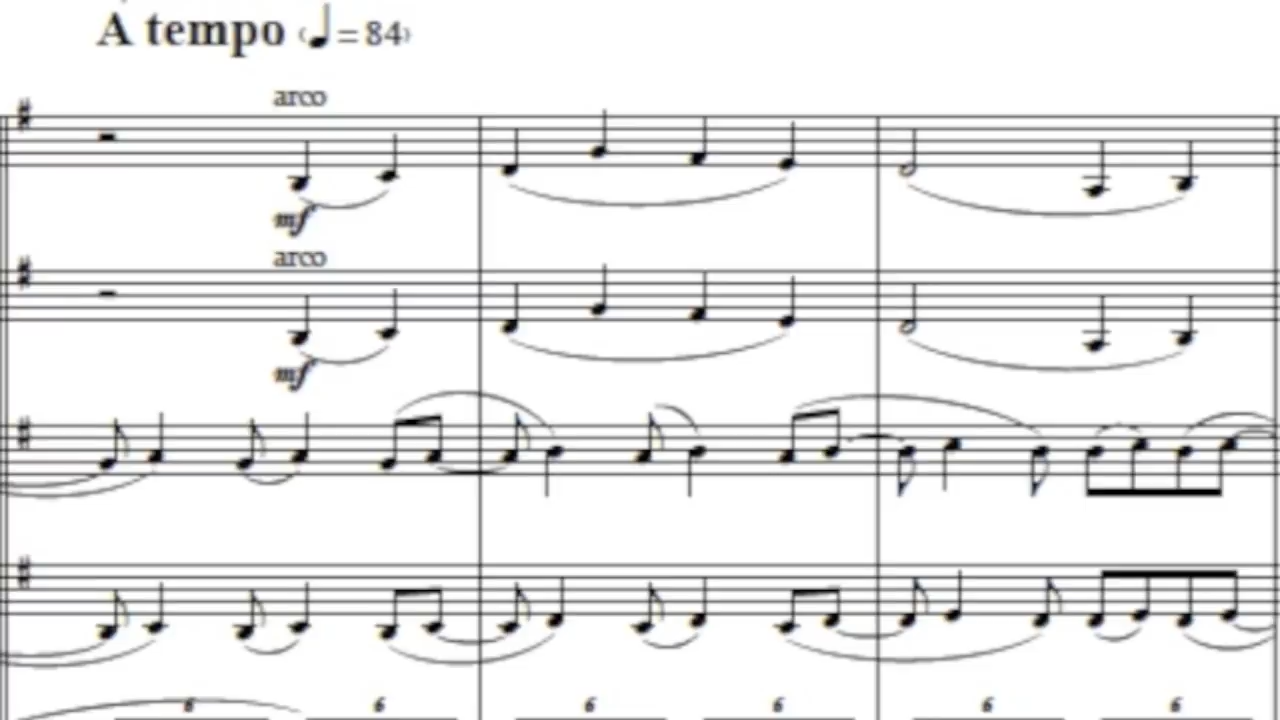 A tempo (♩ = 84)
arco
mf
arco
mf
6 6 6 6 6 6